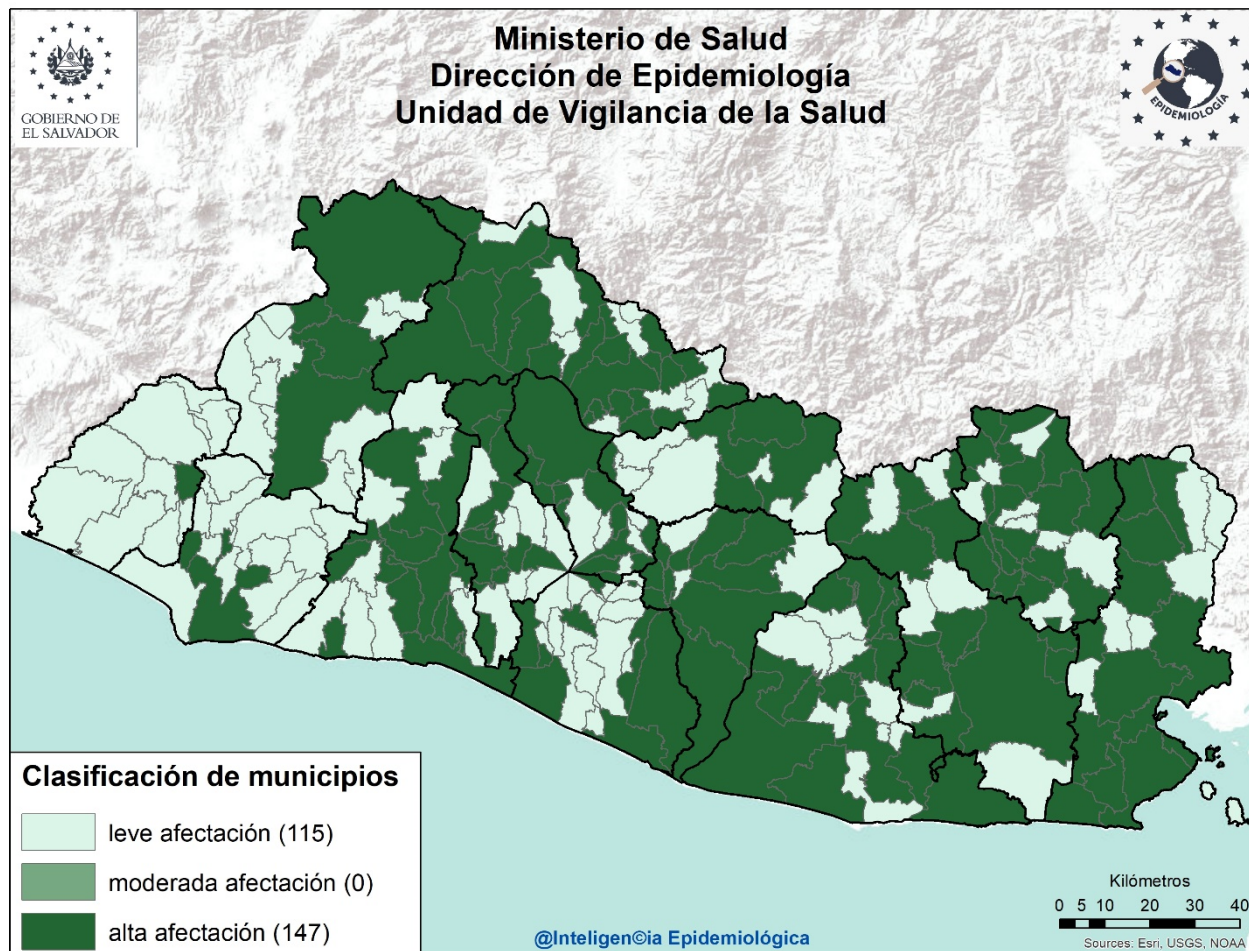 Ministerio de Salud
Dirección de Epidemiología
Unidad de Vigilancia de la Salud
GOBIERNO DE
EL SALVADOR
EPIDEMIOLOGÍA
Clasificación de municipios
leve afectación (115)
moderada afectación (0)
alta afectación (147)
@Inteligen©ia Epidemiológica
Kilómetros
0 5 10 20 30 40
Sources: Esri, USGS, NOAA